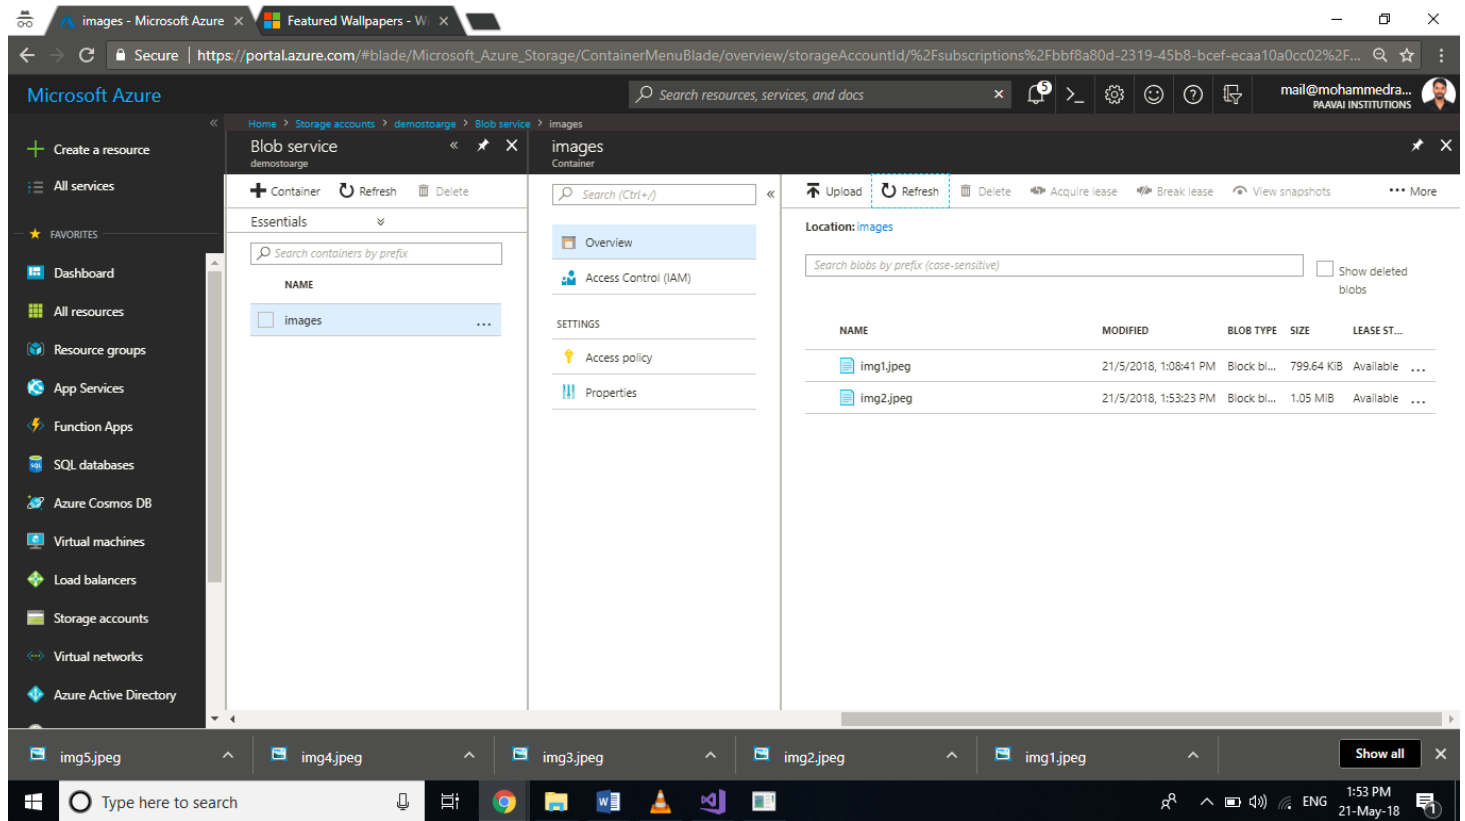 images - Microsoft Azure
Featured Wallpapers - Wi
Secure | https://portal.azure.com/#blade/Microsoft_Azure_Storage/ContainerMenuBlade/overview/storageAccountId/%2Fsubscriptions%2Fbbf8a80d-2319-45b8-bcef-ecaa10a0cc02%2F...
Microsoft Azure
Search resources, services, and docs
5
mail@mohammedra...
PAAVAI INSTITUTIONS
Home > Storage accounts > demostoarge > Blob service > images
Create a resource
All services
FAVORITES
Dashboard
All resources
Resource groups
App Services
Function Apps
SQL databases
Azure Cosmos DB
Virtual machines
Load balancers
Storage accounts
Virtual networks
Azure Active Directory
Blob service
demostoarge
Container Refresh Delete
Essentials
Search containers by prefix
NAME
images ...
images
Container
Search (Ctrl+/)
Overview
Access Control (IAM)
SETTINGS
Access policy
Properties
Upload Refresh Delete Acquire lease Break lease View snapshots ... More
Location: images
Search blobs by prefix (case-sensitive)
Show deleted
blobs
NAME MODIFIED BLOB TYPE SIZE LEASE ST...
img1.jpeg 21/5/2018, 1:08:41 PM Block bl... 799.64 KiB Available ...
img2.jpeg 21/5/2018, 1:53:23 PM Block bl... 1.05 MiB Available ...
img5.jpeg img4.jpeg img3.jpeg img2.jpeg img1.jpeg Show all
Type here to search
ENG
1:53 PM
21-May-18
1